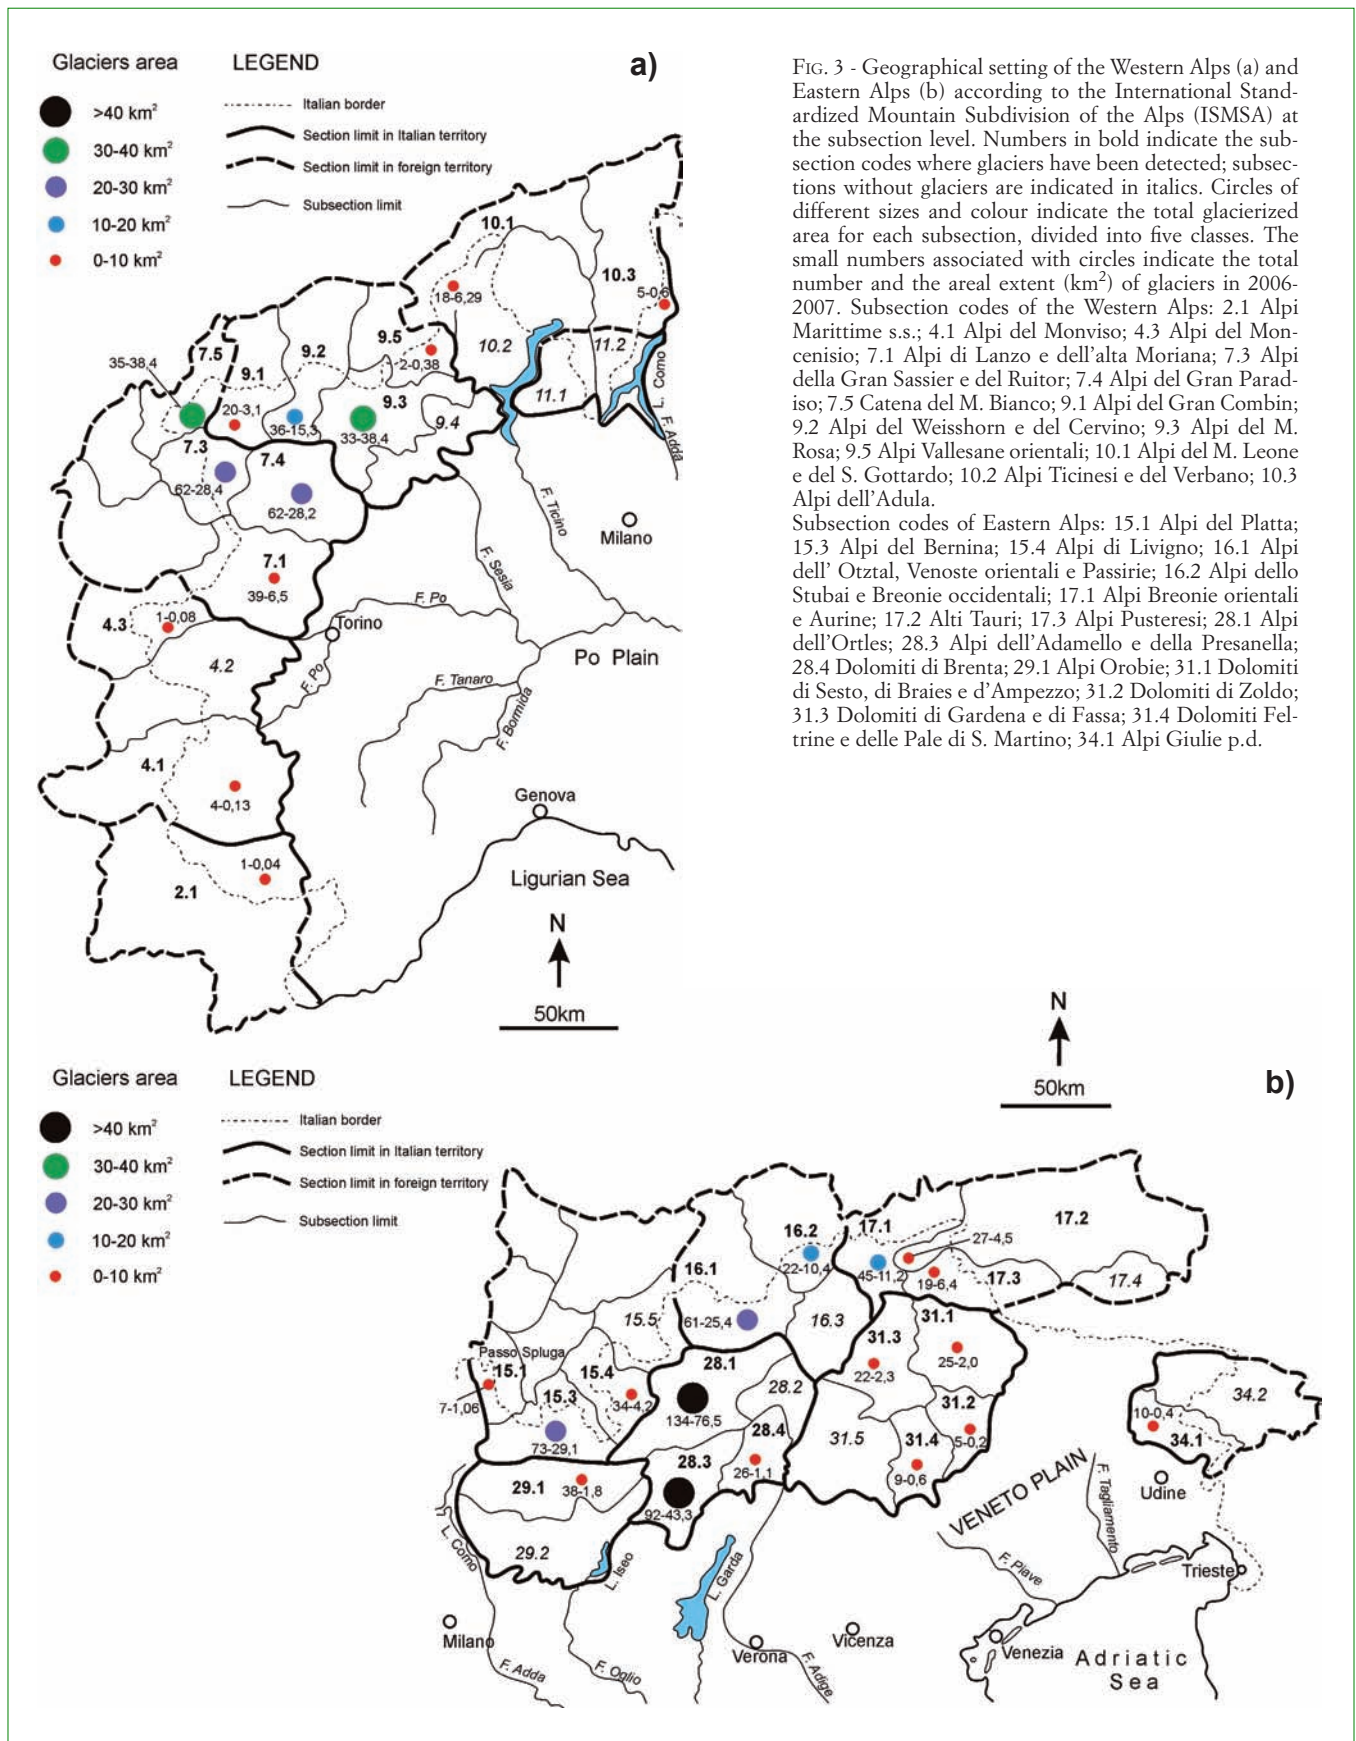 Glaciers area
LEGEND
a)
>40 km²
30-40 km²
20-30 km²
10-20 km²
0-10 km²
Italian border
Section limit in Italian territory
Section limit in foreign territory
Subsection limit
10.1
10.3
5-0,6
18-6,29
9.5
10.2
11.2
7.5
9.2
35-38,4
2-0,38
9.1
L. Como
11.1
9.3
20-3,1
9.4
36-15,3
33-38,4
F. Adda
7.3
7.4
62-28,4
62-28,2
F. Ticino
Milano
F. Sesia
7.1
39-6,5
F. Po
4.3
1-0,08
Torino
Po Plain
4.2
F. Po
F. Tanaro
F. Bormida
4.1
4-0,13
Genova
1-0,04
2.1
Ligurian Sea
N
50km
FIG. 3 - Geographical setting of the Western Alps (a) and
Eastern Alps (b) according to the International Stand-
ardized Mountain Subdivision of the Alps (ISMSA) at
the subsection level. Numbers in bold indicate the sub-
section codes where glaciers have been detected; subsec-
tions without glaciers are indicated in italics. Circles of
different sizes and colour indicate the total glacierized
area for each subsection, divided into five classes. The
small numbers associated with circles indicate the total
number and the areal extent (km²) of glaciers in 2006-
2007. Subsection codes of the Western Alps: 2.1 Alpi
Marittime s.s.; 4.1 Alpi del Monviso; 4.3 Alpi del Mon-
cenisio; 7.1 Alpi di Lanzo e dell'alta Moriana; 7.3 Alpi
della Gran Sassier e del Ruitor; 7.4 Alpi del Gran Parad-
iso; 7.5 Catena del M. Bianco; 9.1 Alpi del Gran Combin;
9.2 Alpi del Weisshorn e del Cervino; 9.3 Alpi del M.
Rosa; 9.5 Alpi Vallesane orientali; 10.1 Alpi del M. Leone
e del S. Gottardo; 10.2 Alpi Ticinesi e del Verbano; 10.3
Alpi dell'Adula.
Subsection codes of Eastern Alps: 15.1 Alpi del Platta;
15.3 Alpi del Bernina; 15.4 Alpi di Livigno; 16.1 Alpi
dell' Otztal, Venoste orientali e Passirie; 16.2 Alpi dello
Stubai e Breonie occidentali; 17.1 Alpi Breonie orientali
e Aurine; 17.2 Alti Tauri; 17.3 Alpi Pusteresi; 28.1 Alpi
dell'Ortles; 28.3 Alpi dell'Adamello e della Presanella;
28.4 Dolomiti di Brenta; 29.1 Alpi Orobie; 31.1 Dolomiti
di Sesto, di Braies e d'Ampezzo; 31.2 Dolomiti di Zoldo;
31.3 Dolomiti di Gardena e di Fassa; 31.4 Dolomiti Fel-
trine e delle Pale di S. Martino; 34.1 Alpi Giulie p.d.
N
50km
b)
Glaciers area
LEGEND
>40 km²
30-40 km²
20-30 km²
10-20 km²
0-10 km²
Italian border
Section limit in Italian territory
Section limit in foreign territory
Subsection limit
16.2
17.1
17.2
27-4,5
22-10,4
16.1
45-11,2
19-6,4
17.3
17.4
15.5
61-25,4
16.3
31.3
31.1
Passo Spluga
15.1
15.4
28.1
22-2,3
25-2,0
7-1,06
15.3
34-4,2
28.2
34.2
134-76,5
31.2
10-0,4
28.4
31.5
31.4
5-0,2
34.1
73-29,1
28.3
26-1,1
9-0,6
29.1
38-1,8
92-43,3
VENETO PLAIN
F. Tagliamento
Udine
29.2
L. Como
L. Iseo
L. Garda
F. Piave
Trieste
Milano
Vicenza
Verona
Venezia
Adriatic
Sea
F. Adda
F. Oglio
F. Adige